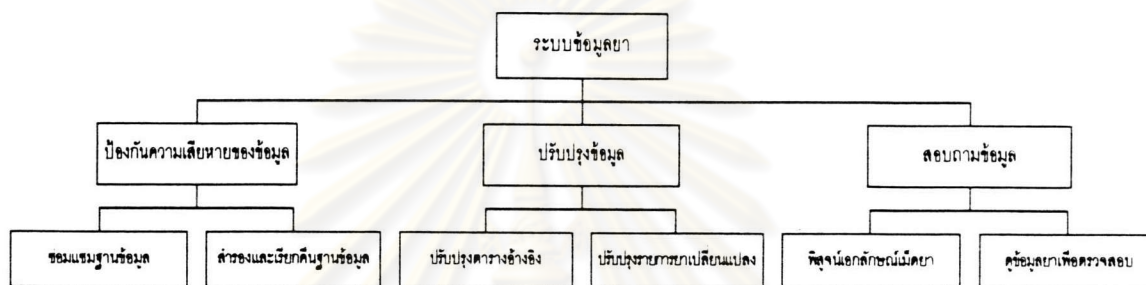 ระบบข้อมูลยา
ป้องกันความเสียหายของข้อมูล
ปรับปรุงข้อมูล
สอบถามข้อมูล
ซ่อมแซมฐานข้อมูล
สำรองและเรียกคืนฐานข้อมูล
ปรับปรุงตารางอ้างอิง
ปรับปรุงรายการยาเปลี่ยนแปลง
พิสูจน์เอกลักษณ์เม็ดยา
ดูข้อมูลยาเพื่อตรวจสอบ